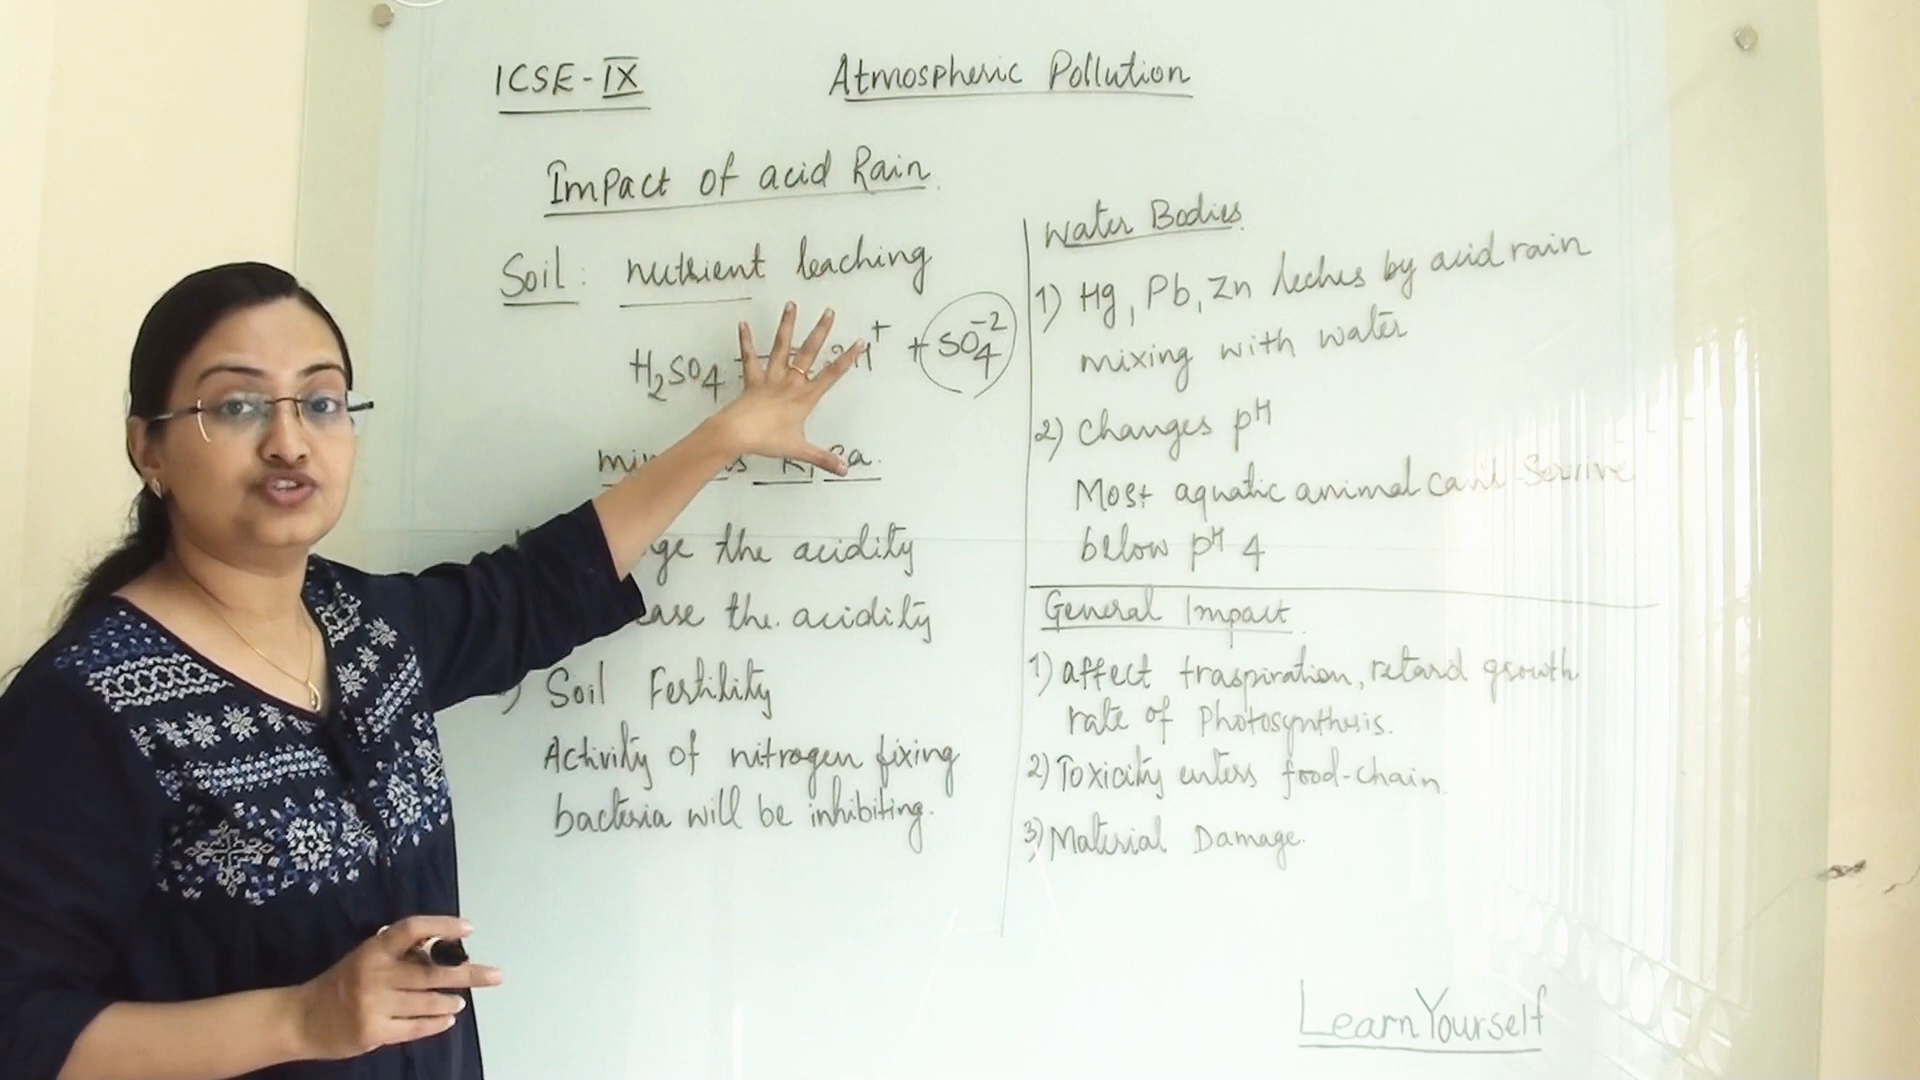 ICSE-IX
Atmospheric Pollution
Impact of acid Rain.
Soil: nutrient leaching
H₂SO₄ 2H⁺ + SO₄⁻²
Ca.
the acidity
the. acidity
Soil Fertility
Activity of nitrogen fixing
bacteria will be inhibiting.
Water Bodies
1) Hg, Pb, Zn leches by acid rain
mixing with water
2) Changes pH
Most aquatic animal can't Servive
below pH 4
General Impact
1) affect traspiration, retard growth
rate of Photosynthesis.
2) Toxicity enters food-chain
3) Material Damage.
LearnYourself